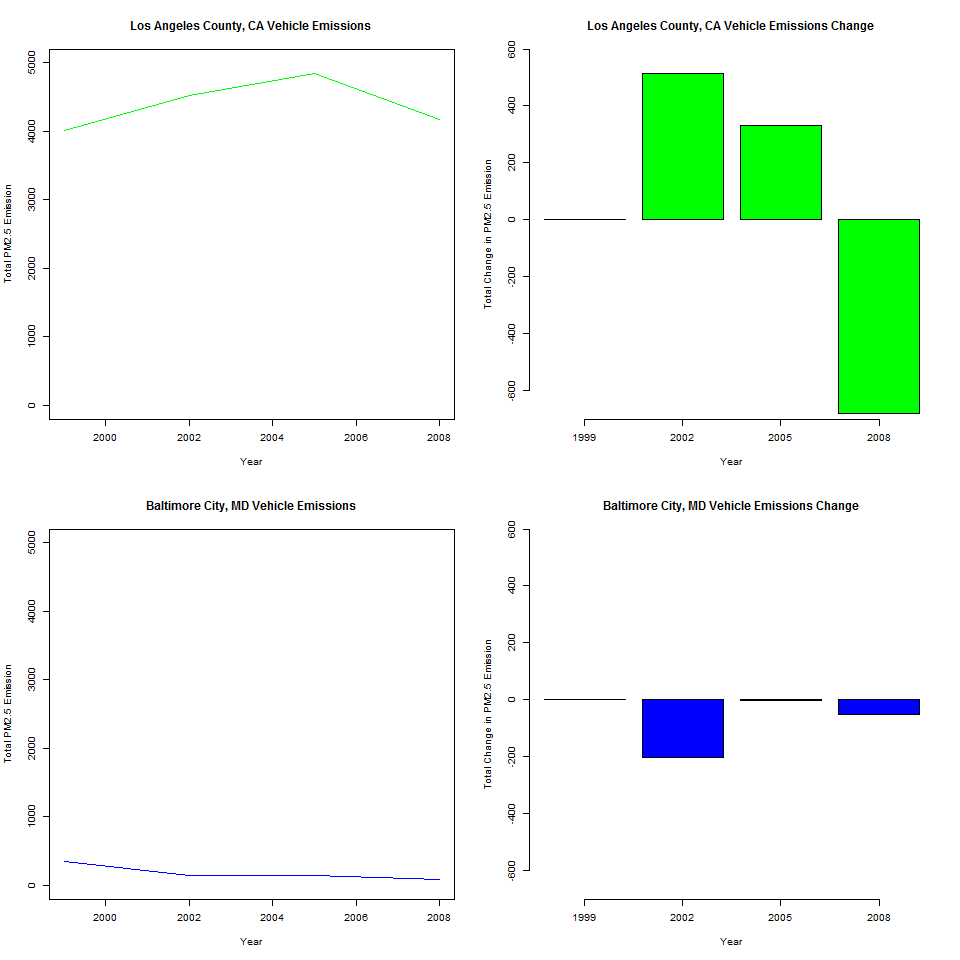 Los Angeles County, CA Vehicle Emissions
Total PM2.5 Emission
5000
4000
3000
2000
1000
0
2000 2002 2004 2006 2008
Year
Los Angeles County, CA Vehicle Emissions Change
Total Change in PM2.5 Emission
600
400
200
0
-200
-400
-600
1999 2002 2005 2008
Year
Baltimore City, MD Vehicle Emissions
Total PM2.5 Emission
5000
4000
3000
2000
1000
0
2000 2002 2004 2006 2008
Year
Baltimore City, MD Vehicle Emissions Change
Total Change in PM2.5 Emission
600
400
200
0
-200
-400
-600
1999 2002 2005 2008
Year